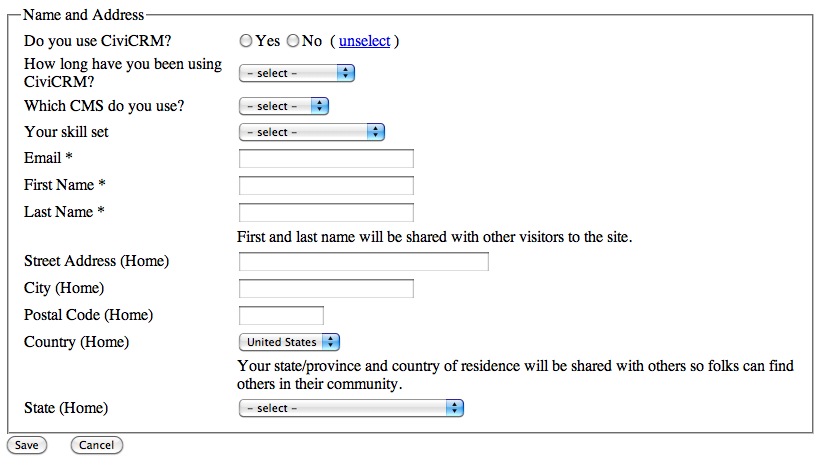 Name and Address
Do you use CiviCRM? Yes No ( unselect )
How long have you been using
CiviCRM? - select -
Which CMS do you use? - select -
Your skill set - select -
Email *
First Name *
Last Name *
First and last name will be shared with other visitors to the site.
Street Address (Home)
City (Home)
Postal Code (Home)
Country (Home) United States
Your state/province and country of residence will be shared with others so folks can find
others in their community.
State (Home) - select -
Save Cancel